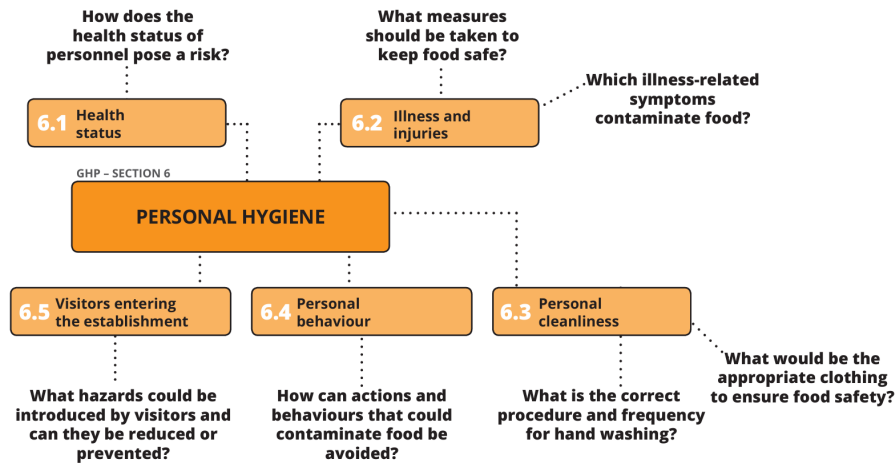 How does the
health status of
personnel pose a risk?
What measures
should be taken to
keep food safe?
Which illness-related
symptoms
contaminate food?
6.1 Health
status
6.2 Illness and
injuries
GHP – SECTION 6
PERSONAL HYGIENE
6.5 Visitors entering
the establishment
6.4 Personal
behaviour
6.3 Personal
cleanliness
What hazards could be
introduced by visitors and
can they be reduced or
prevented?
How can actions and
behaviours that could
contaminate food be
avoided?
What is the correct
procedure and frequency
for hand washing?
What would be the
appropriate clothing
to ensure food safety?